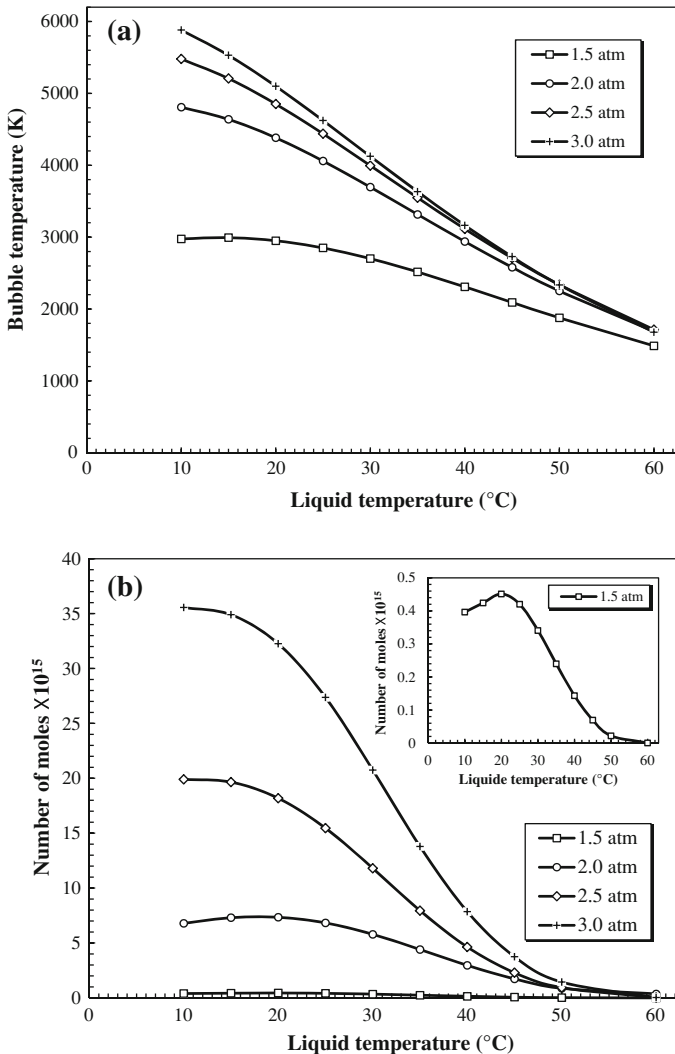 (a)
6000
5000
4000
3000
2000
1000
0
Bubble temperature (K)
1.5 atm
2.0 atm
2.5 atm
3.0 atm
0 10 20 30 40 50 60
Liquid temperature (°C)
(b)
40
35
30
25
20
15
10
5
0
Number of moles X10¹⁵
0.5
0.4
0.3
0.2
0.1
0
Number of moles X10¹⁵
1.5 atm
0 10 20 30 40 50 60
Liquide temperature (°C)
1.5 atm
2.0 atm
2.5 atm
3.0 atm
0 10 20 30 40 50 60
Liquid temperature (°C)